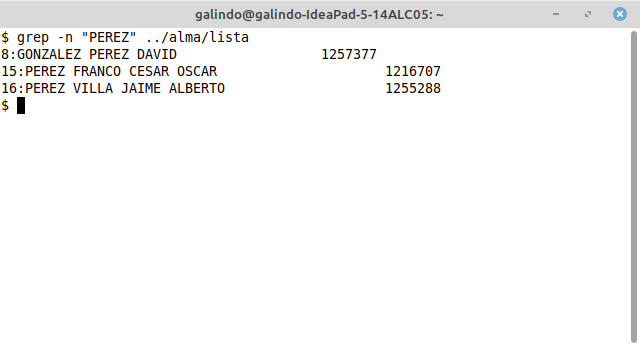 galindo@galindo-IdeaPad-5-14ALC05: ~
$ grep -n "PEREZ" ../alma/lista
8:GONZALEZ PEREZ DAVID                  1257377
15:PEREZ FRANCO CESAR OSCAR                     1216707
16:PEREZ VILLA JAIME ALBERTO                    1255288
$